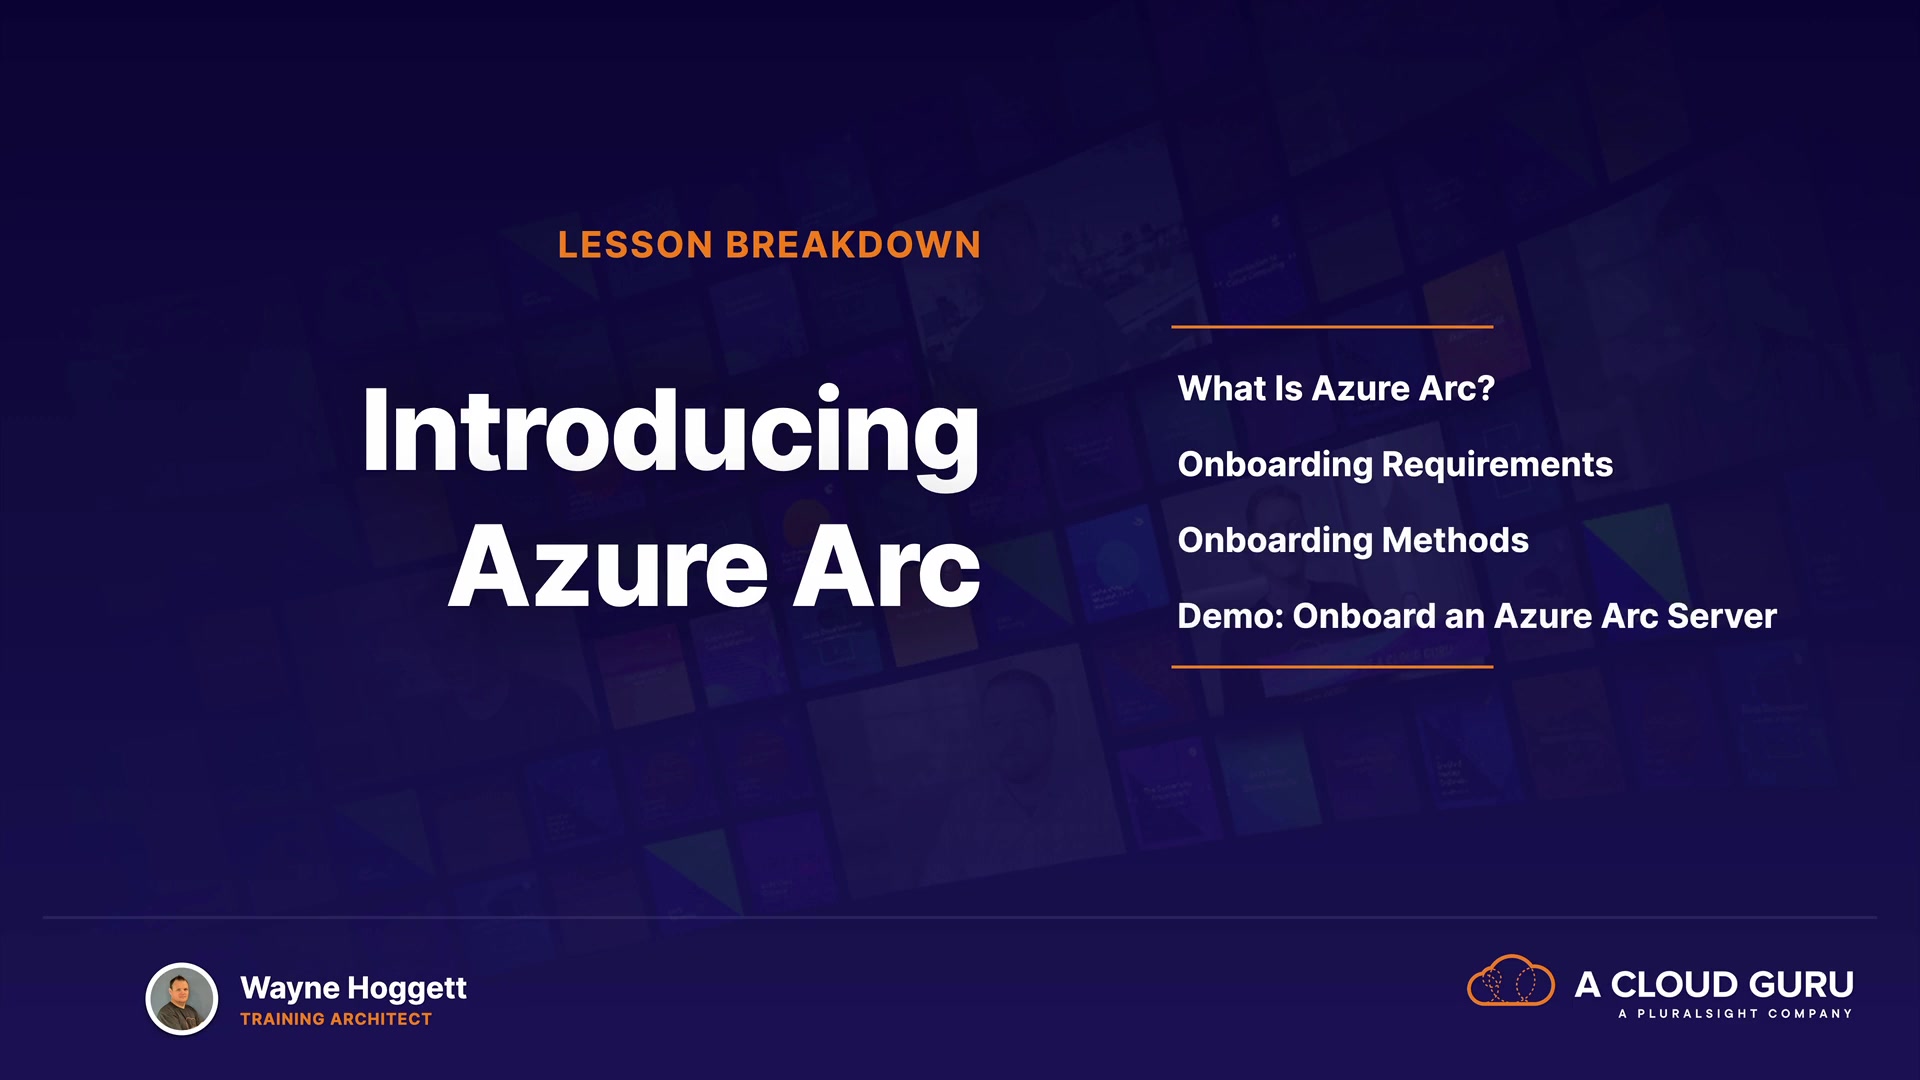 LESSON BREAKDOWN
Introducing
Azure Arc
What Is Azure Arc?
Onboarding Requirements
Onboarding Methods
Demo: Onboard an Azure Arc Server
Wayne Hoggett
TRAINING ARCHITECT
A CLOUD GURU
A PLURALSIGHT COMPANY